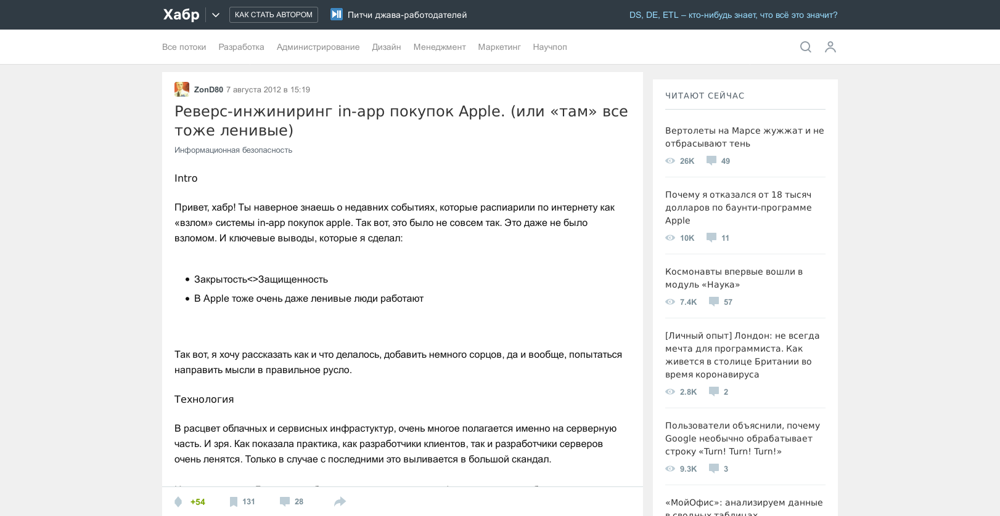 Хабр
КАК СТАТЬ АВТОРОМ
Питчи джава-работодателей
DS, DE, ETL – кто-нибудь знает, что всё это значит?
Все потоки Разработка Администрирование Дизайн Менеджмент Маркетинг Научпоп
ZonD80 7 августа 2012 в 15:19
Реверс-инжиниринг in-app покупок Apple. (или «там» все
тоже ленивые)
Информационная безопасность
Intro
Привет, хабр! Ты наверное знаешь о недавних событиях, которые распиарили по интернету как
«взлом» системы in-app покупок apple. Так вот, это было не совсем так. Это даже не было
взломом. И ключевые выводы, которые я сделал:
Закрытость<>Защищенность
В Apple тоже очень даже ленивые люди работают
Так вот, я хочу рассказать как и что делалось, добавить немного сорцов, да и вообще, попытаться
направить мысли в правильное русло.
Технология
В расцвет облачных и сервисных инфрастуктур, очень многое полагается именно на серверную
часть. И зря. Как показала практика, как разработчики клиентов, так и разработчики серверов
очень ленятся. Только в случае с последними это выливается в большой скандал.
+54 131 28
ЧИТАЮТ СЕЙЧАС
Вертолеты на Марсе жужжат и не
отбрасывают тень
26K 49
Почему я отказался от 18 тысяч
долларов по баунти-программе
Apple
10K 11
Космонавты впервые вошли в
модуль «Наука»
7.4K 57
[Личный опыт] Лондон: не всегда
мечта для программиста. Как
живется в столице Британии во
время коронавируса
2.8K 2
Пользователи объяснили, почему
Google необычно обрабатывает
строку «Turn! Turn! Turn!»
9.3K 3
«МойОфис»: анализируем данные
в сводных таблицах